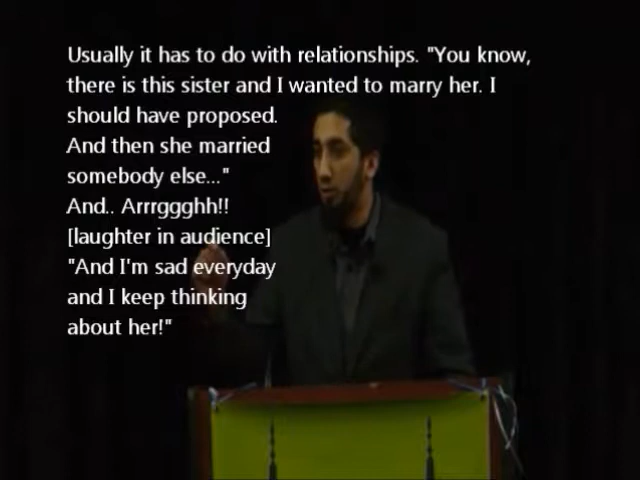 Usually it has to do with relationships. "You know,
there is this sister and I wanted to marry her. I
should have proposed.
And then she married
somebody else..."
And.. Arrrggghh!!
[laughter in audience]
"And I'm sad everyday
and I keep thinking
about her!"